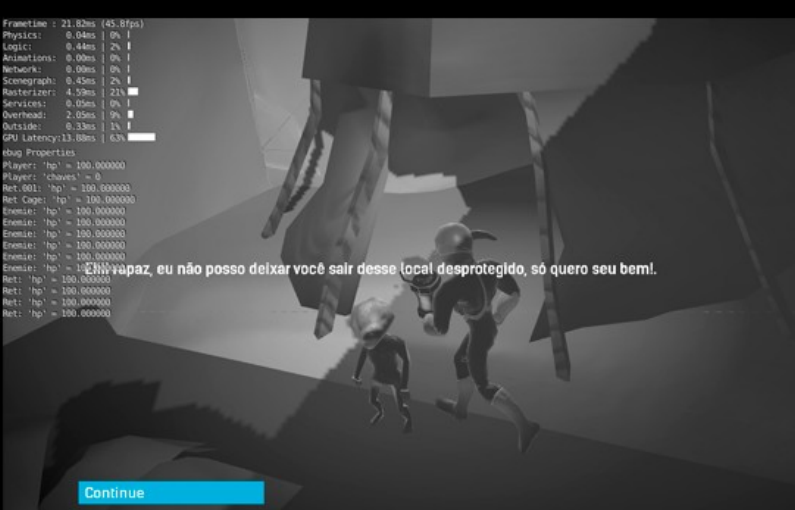 Frametime : 21.82ms (45.8fps)
Physics: 0.04ms | 0%
Logic: 0.44ms | 2%
Animations: 0.00ms | 0%
Network: 0.00ms | 0%
Scenegraph: 0.45ms | 2%
Rasterizer: 4.59ms | 21%
Services: 0.05ms | 0%
Overhead: 2.05ms | 9%
Outside: 0.33ms | 1%
GPU Latency:13.88ms | 63%
ebug Properties
Player: 'hp' = 100.000000
Player: 'chaves' = 0
Ret.001: 'hp' = 100.000000
Ret Cage: 'hp' = 100.000000
Enemie: 'hp' = 100.000000
Enemie: 'hp' = 100.000000
Enemie: 'hp' = 100.000000
Enemie: 'hp' = 100.000000
Enemie: 'hp' = 100.000000
Enemie: 'hp' = 100.000000
rapaz, eu não posso deixar você sair desse local desprotegido, só quero seu bem!.
Ret: 'hp' = 100.000000
Ret: 'hp' = 100.000000
Ret: 'hp' = 100.000000
Ret: 'hp' = 100.000000
Continue